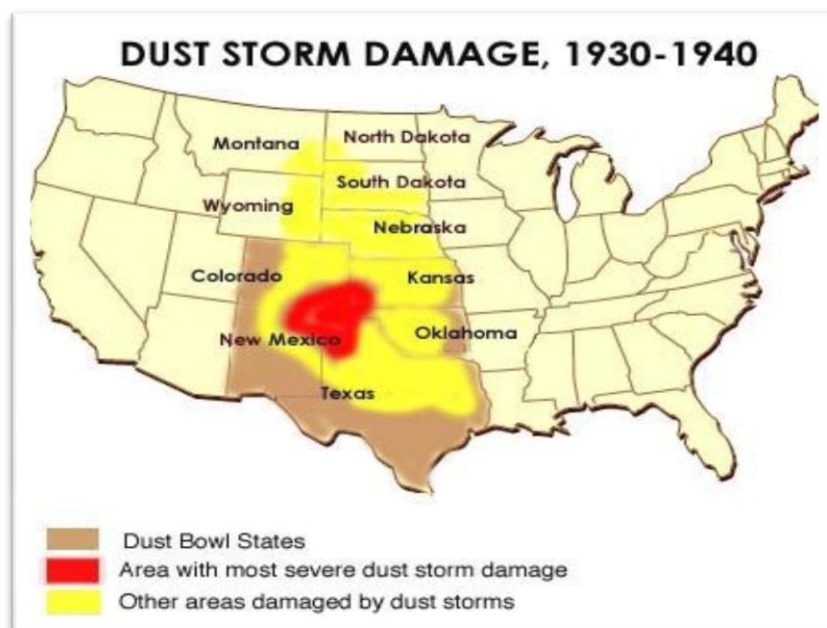 DUST STORM DAMAGE, 1930-1940
Montana
North Dakota
South Dakota
Wyoming
Nebraska
Colorado
Kansas
New Mexico
Oklahoma
Texas
Dust Bowl States
Area with most severe dust storm damage
Other areas damaged by dust storms